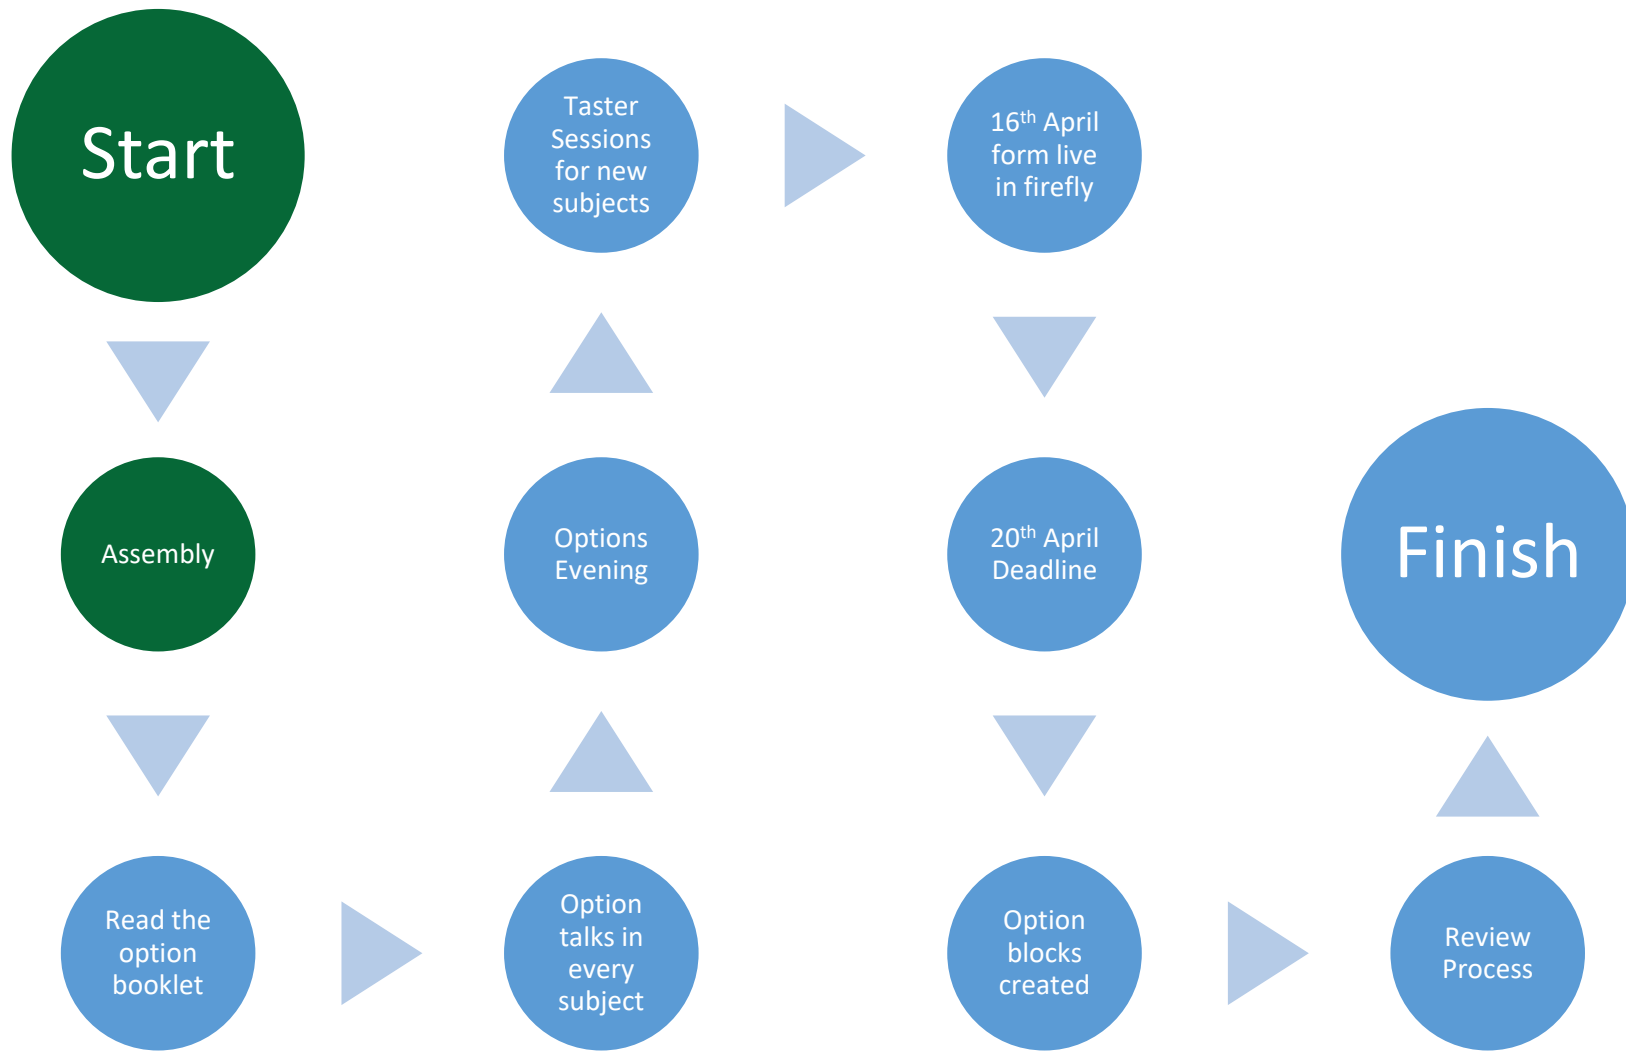 Start
Assembly
Read the
option
booklet
Option
talks in
every
subject
Options
Evening
Taster
Sessions
for new
subjects
16th April
form live
in firefly
20th April
Deadline
Option
blocks
created
Review
Process
Finish